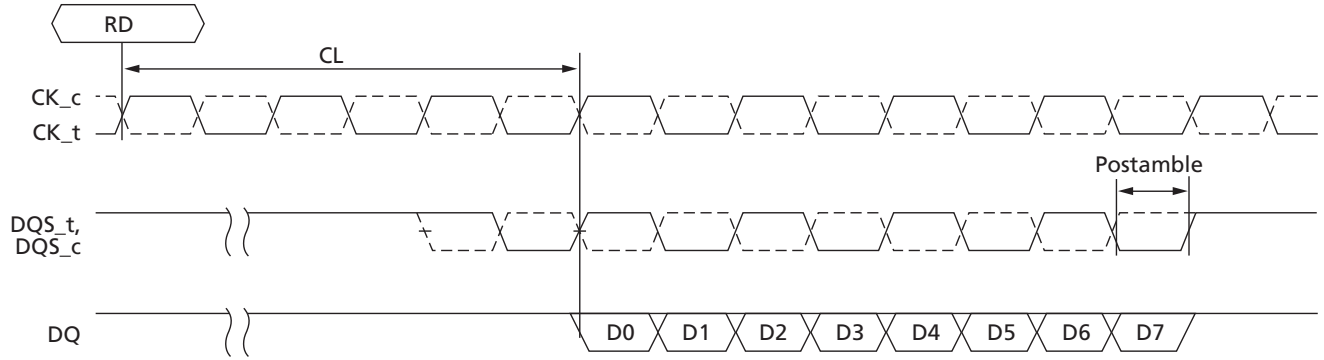 RD
CL
CK_c
CK_t
Postamble
DQS_t,
DQS_c
DQ
D0 D1 D2 D3 D4 D5 D6 D7